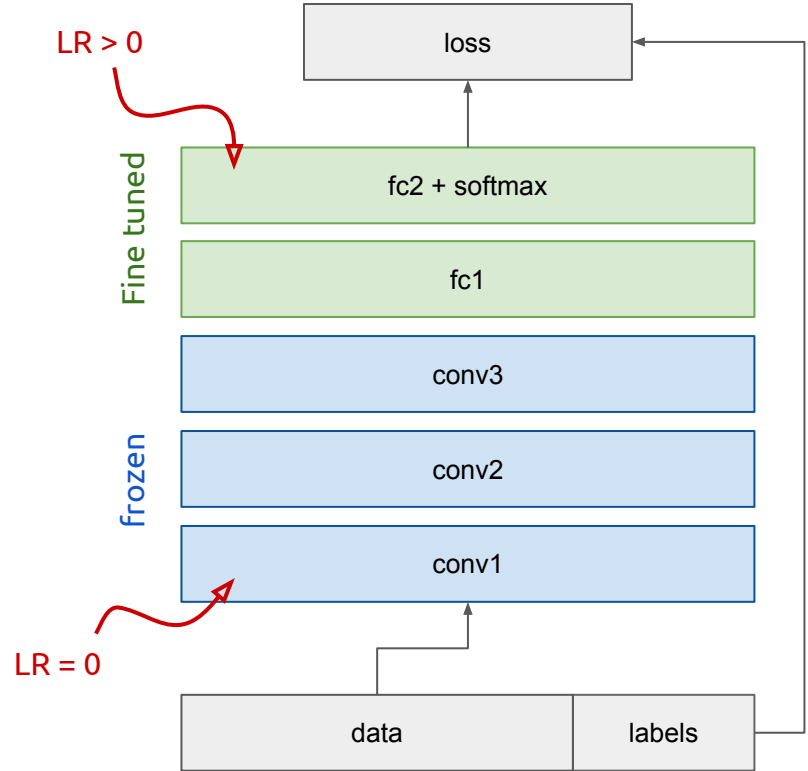 LR > 0
loss
Fine tuned
fc2 + softmax
fc1
conv3
frozen
conv2
conv1
LR = 0
data
labels